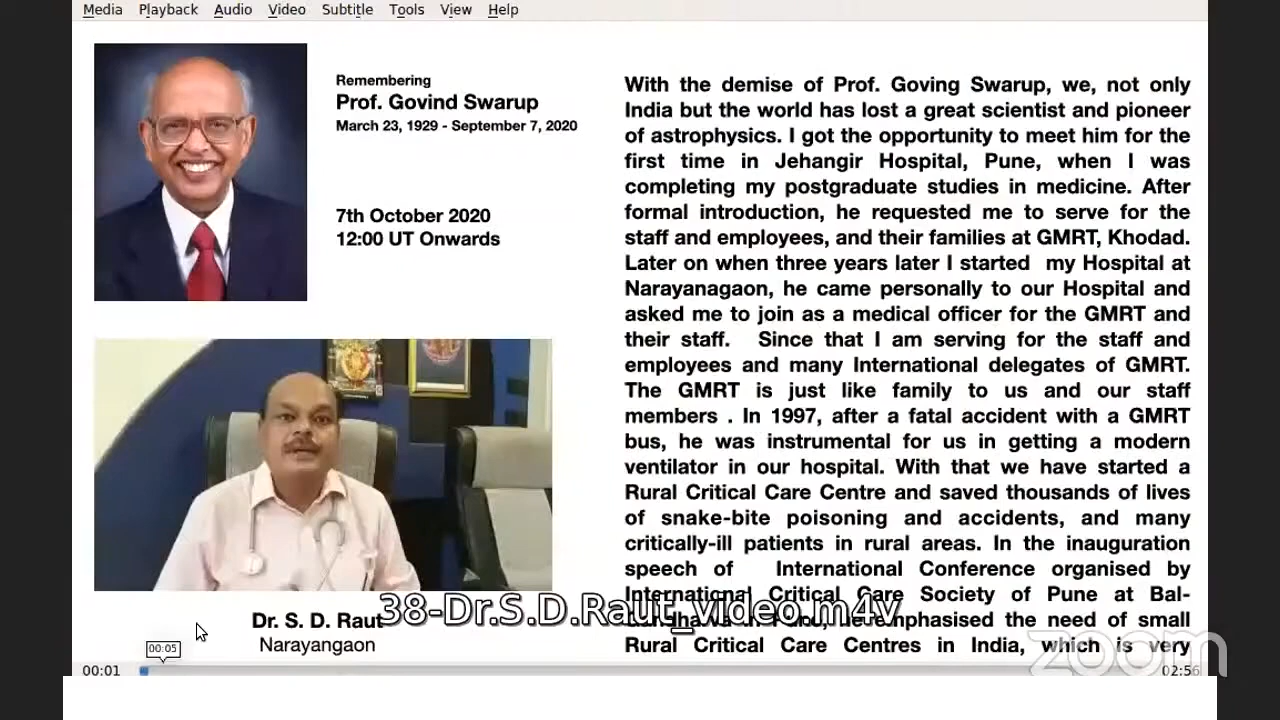 Media Playback Audio Video Subtitle Tools View Help
Remembering
Prof. Govind Swarup
March 23, 1929 - September 7, 2020
7th October 2020
12:00 UT Onwards
With the demise of Prof. Goving Swarup, we, not only
India but the world has lost a great scientist and pioneer
of astrophysics. I got the opportunity to meet him for the
first time in Jehangir Hospital, Pune, when I was
completing my postgraduate studies in medicine. After
formal introduction, he requested me to serve for the
staff and employees, and their families at GMRT, Khodad.
Later on when three years later I started my Hospital at
Narayanagaon, he came personally to our Hospital and
asked me to join as a medical officer for the GMRT and
their staff. Since that I am serving for the staff and
employees and many International delegates of GMRT.
The GMRT is just like family to us and our staff
members . In 1997, after a fatal accident with a GMRT
bus, he was instrumental for us in getting a modern
ventilator in our hospital. With that we have started a
Rural Critical Care Centre and saved thousands of lives
of snake-bite poisoning and accidents, and many
critically-ill patients in rural areas. In the inauguration
speech of International Conference organised by
International Critical Care Society of Pune at Bal-
emphasised the need of small
Rural Critical Care Centres in India, which is very
38-Dr.S.D.Raut_video.m4v
Dr. S. D. Raut
Narayangaon
00:05
00:01
02:56
zoom